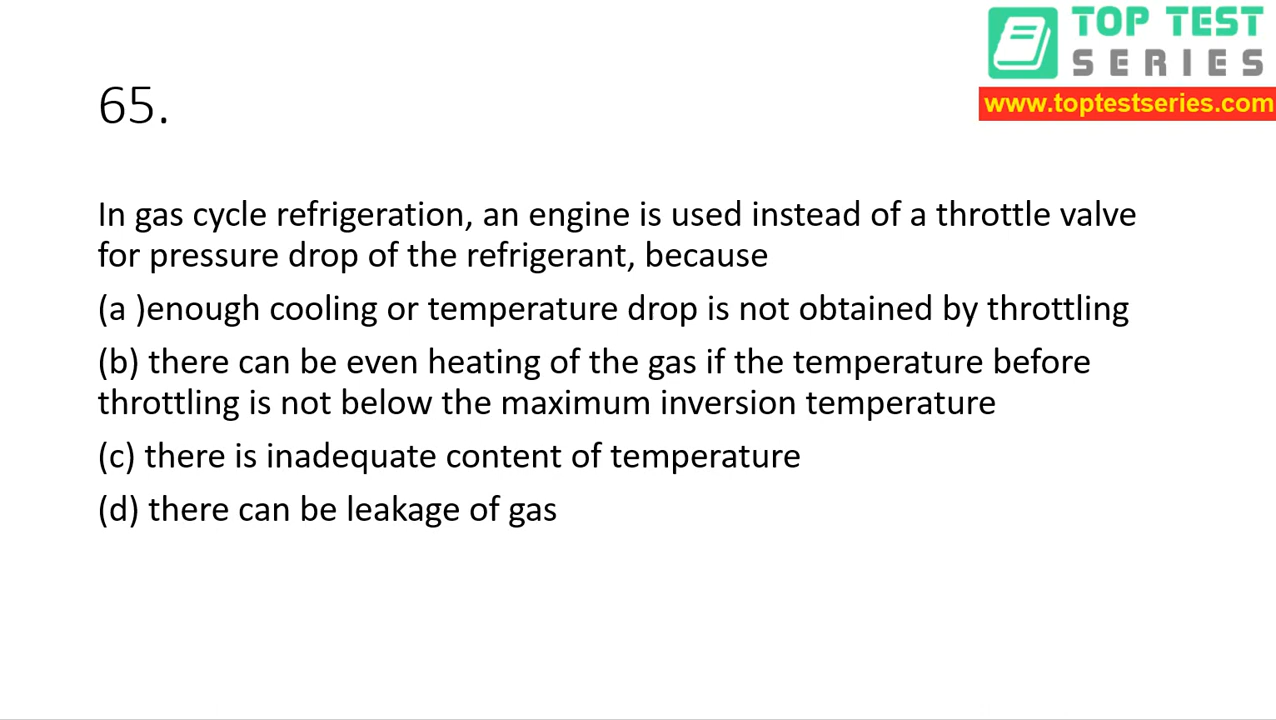 TOP TEST
SERIES
www.toptestseries.com
65.
In gas cycle refrigeration, an engine is used instead of a throttle valve
for pressure drop of the refrigerant, because
(a )enough cooling or temperature drop is not obtained by throttling
(b) there can be even heating of the gas if the temperature before
throttling is not below the maximum inversion temperature
(c) there is inadequate content of temperature
(d) there can be leakage of gas